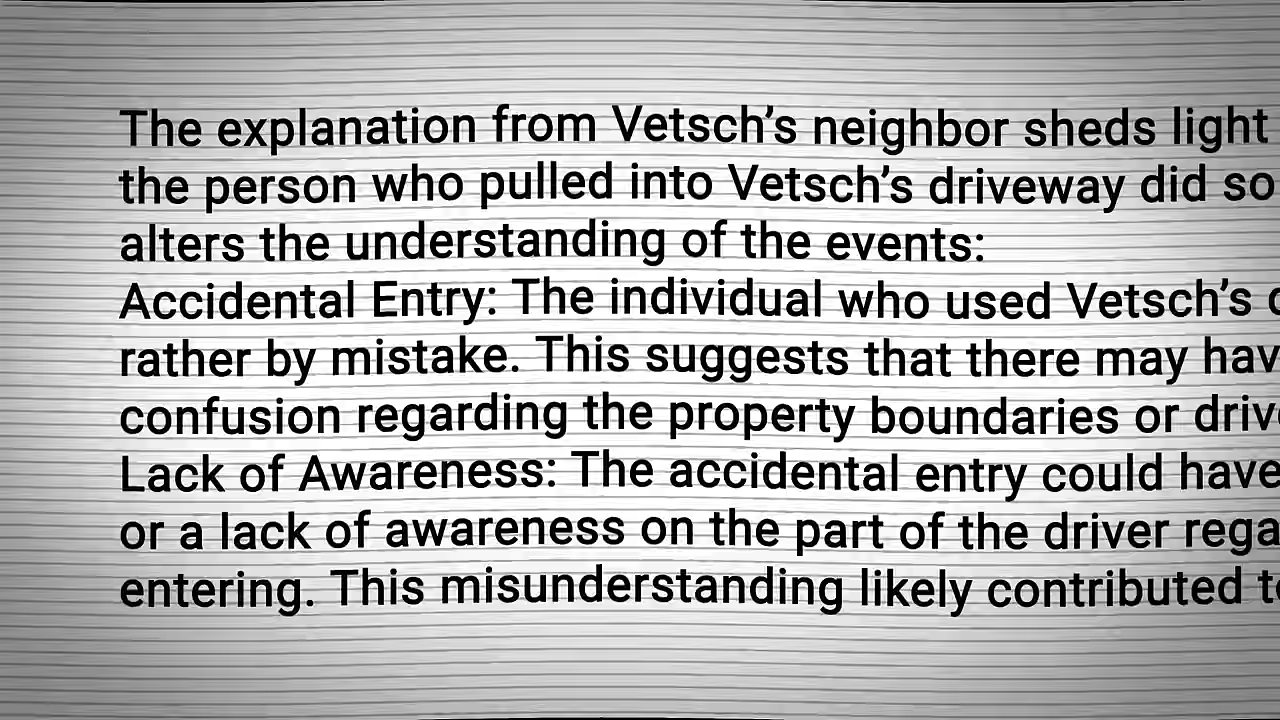 The explanation from Vetsch’s neighbor sheds light
the person who pulled into Vetsch’s driveway did so
alters the understanding of the events:
Accidental Entry: The individual who used Vetsch’s
rather by mistake. This suggests that there may hav
confusion regarding the property boundaries or driv
Lack of Awareness: The accidental entry could have
or a lack of awareness on the part of the driver rega
entering. This misunderstanding likely contributed t